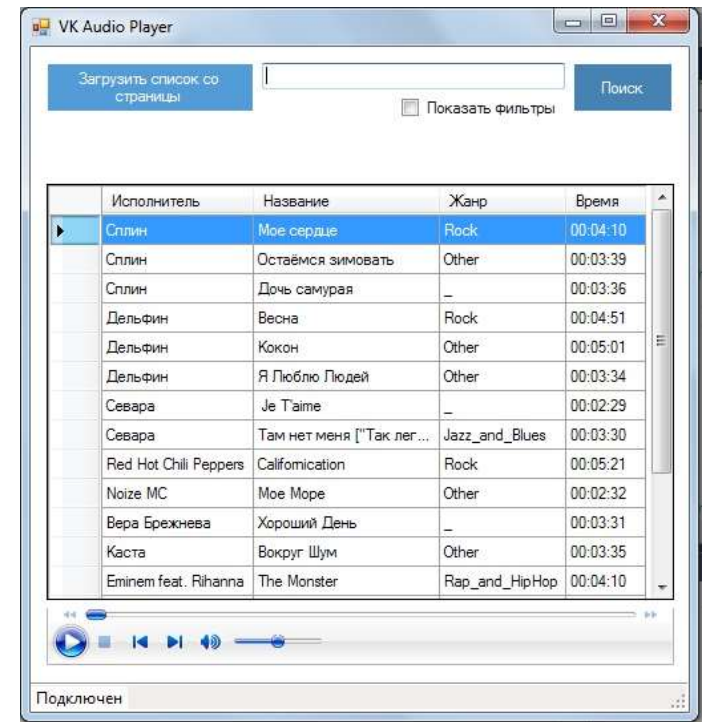 VK Audio Player
Загрузить список со
страницы
Поиск
Показать фильтры
Исполнитель Название Жанр Время
Сплин Мое сердце Rock 00:04:10
Сплин Остаёмся зимовать Other 00:03:39
Сплин Дочь самурая _ 00:03:36
Дельфин Весна Rock 00:04:51
Дельфин Кокон Other 00:05:01
Дельфин Я Люблю Людей Other 00:03:34
Севара Je T'aime _ 00:02:29
Севара Там нет меня ["Так лег... Jazz_and_Blues 00:03:30
Red Hot Chili Peppers Californication Rock 00:05:21
Noize MC Мое Море Other 00:02:32
Вера Брежнева Хороший День _ 00:03:31
Каста Вокруг Шум Other 00:03:35
Eminem feat. Rihanna The Monster Rap_and_HipHop 00:04:10
Подключен